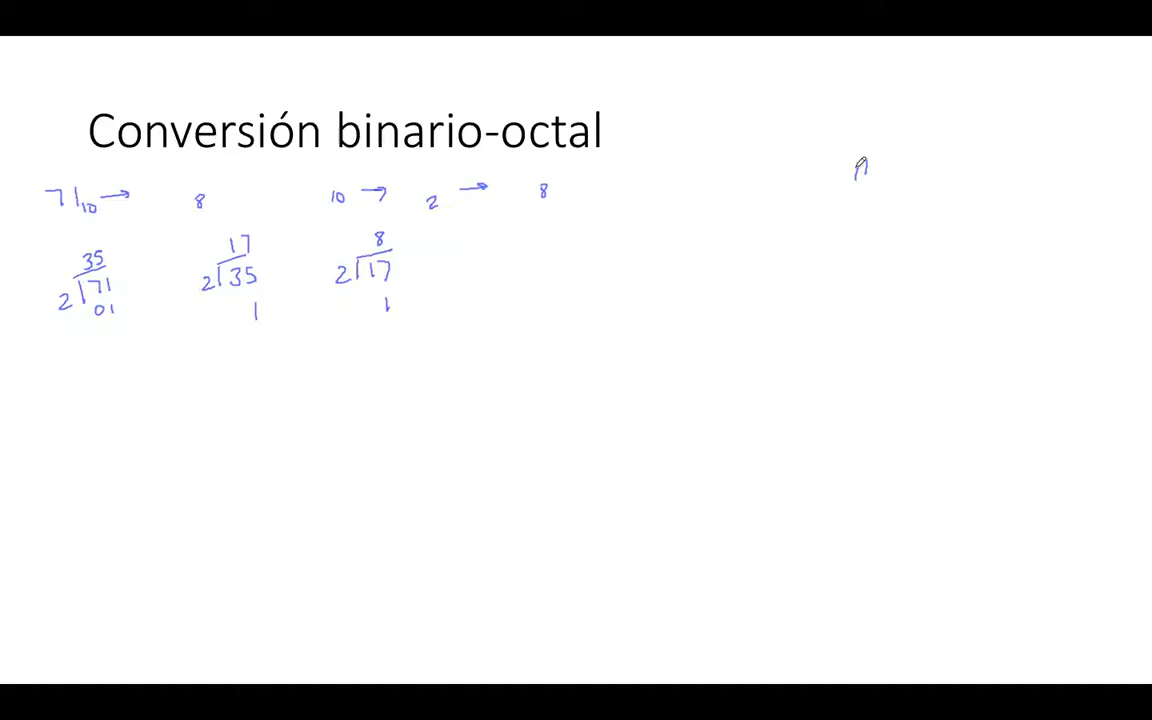 Conversión binario-octal
71₁₀ → 8 10 → 2 → 8
35 17 8
2 71 2 35 2 17
01 1 1